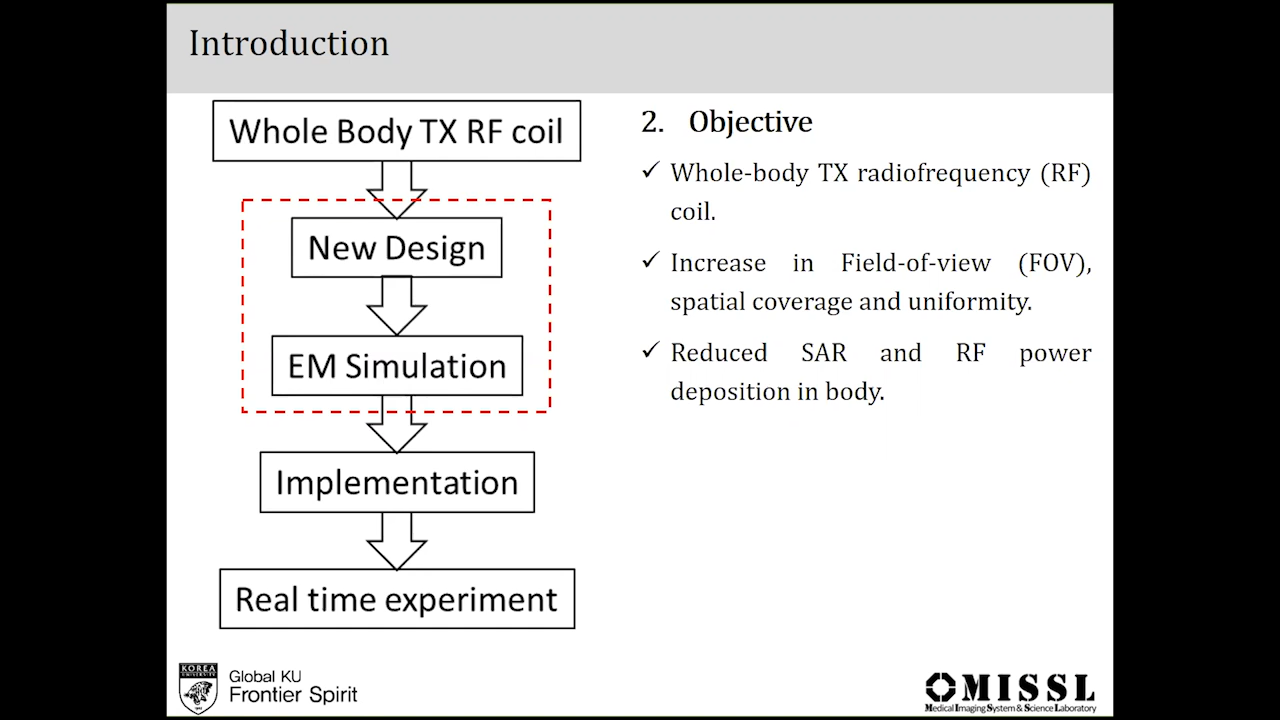 Introduction
Whole Body TX RF coil
New Design
EM Simulation
Implementation
Real time experiment
2. Objective
✓ Whole-body TX radiofrequency (RF)
coil.
✓ Increase in Field-of-view (FOV),
spatial coverage and uniformity.
✓ Reduced SAR and RF power
deposition in body.
KOREA
UNIVERSITY
Global KU
Frontier Spirit
MISSL
Medical Imaging System & Science Laboratory